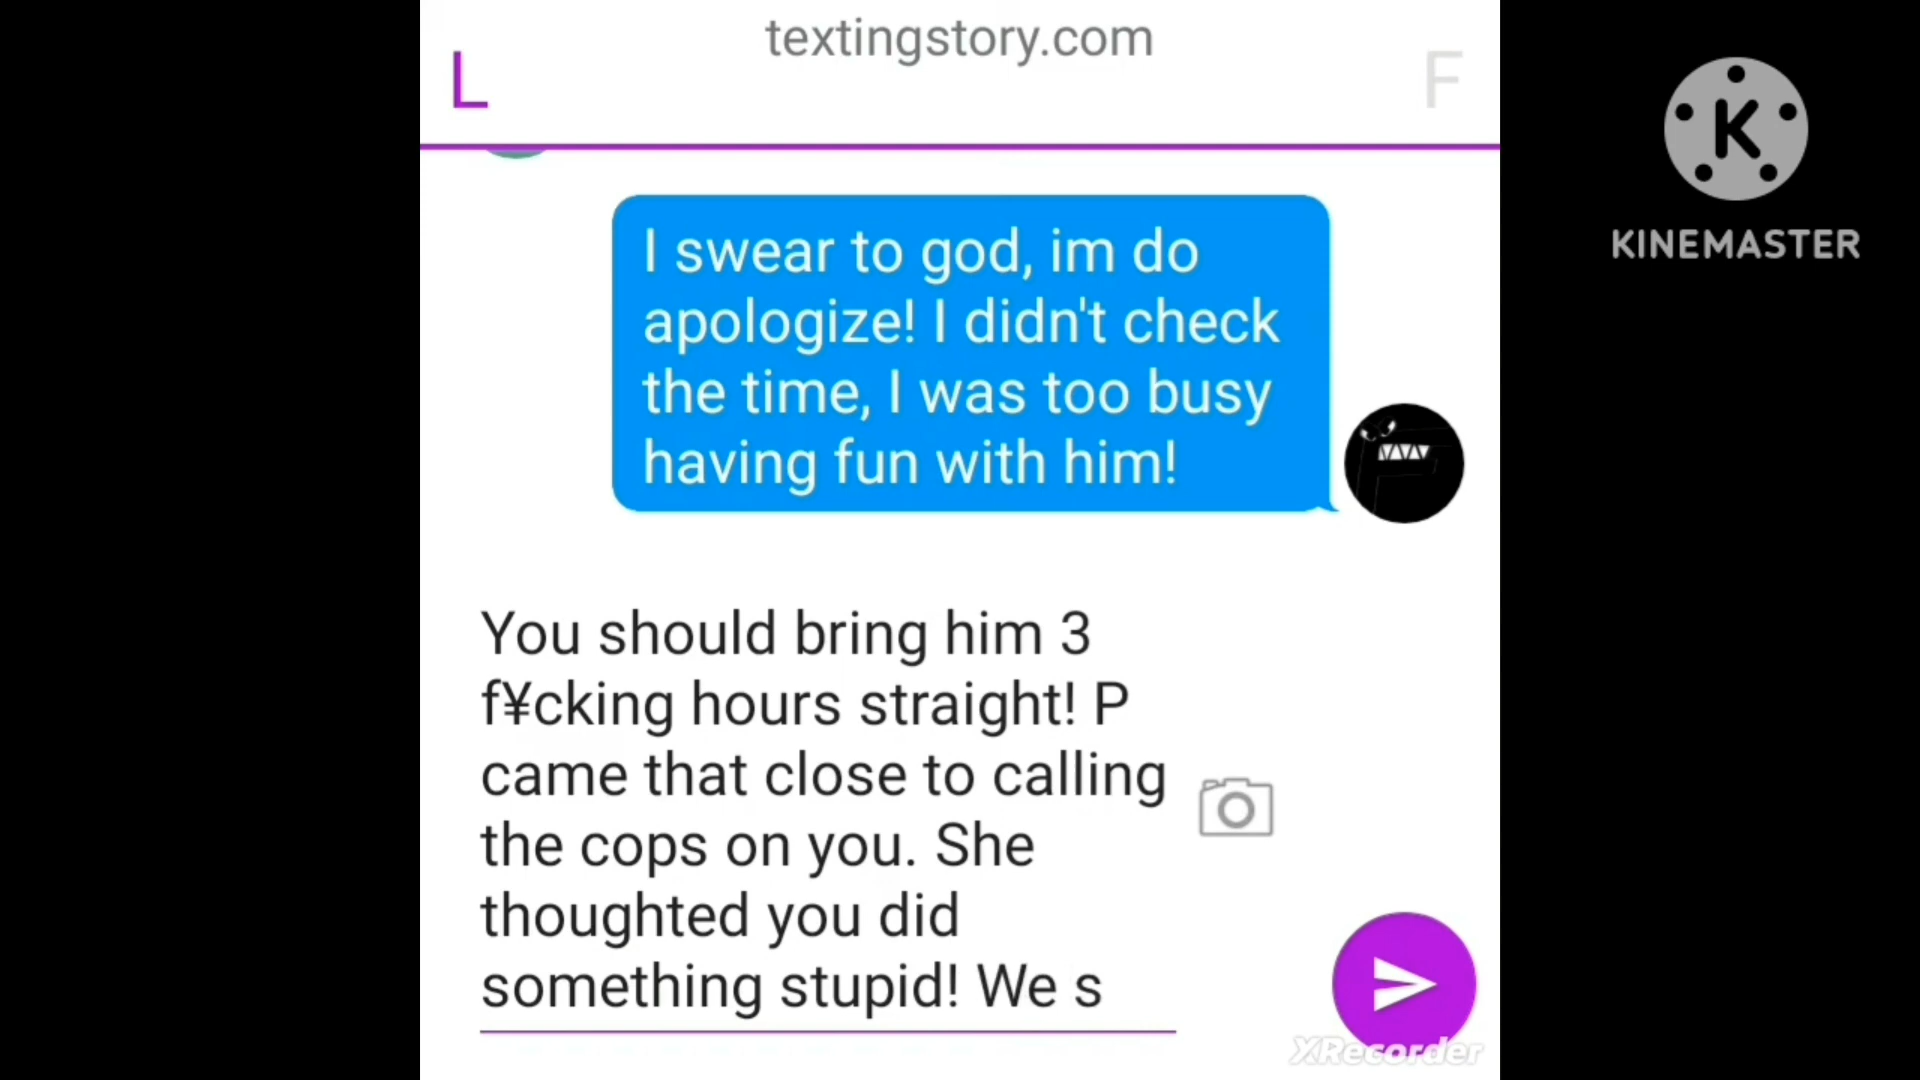 textingstory.com
L
F
K
KINEMASTER
I swear to god, im do
apologize! I didn't check
the time, I was too busy
having fun with him!
You should bring him 3
f¥cking hours straight! P
came that close to calling
the cops on you. She
thoughted you did
something stupid! We s
XRecorder